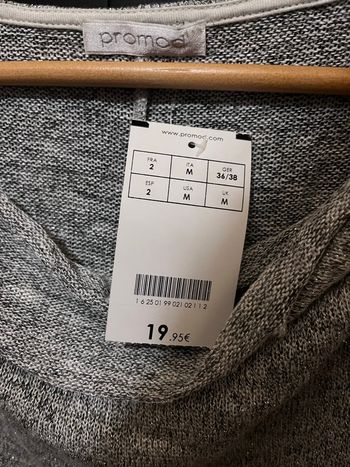 promod
www.promod.com
FRA ITA GER
2 M 36/38
ESP USA UK
2 M M
1 6 25 01 99 021 02 1 1 2
19.95€